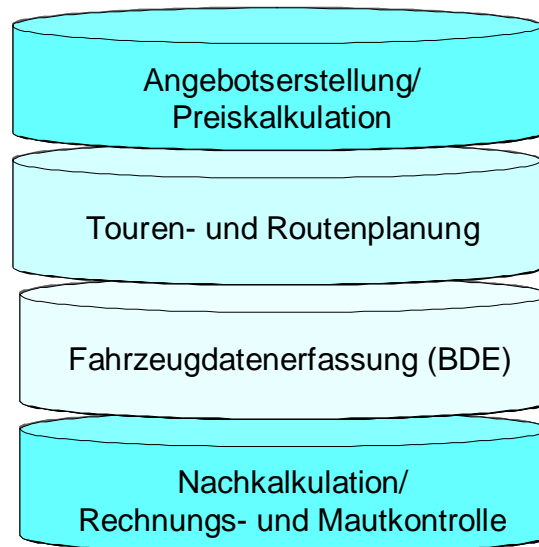 Angebotserstellung/
Preiskalkulation
Touren- und Routenplanung
Fahrzeugdatenerfassung (BDE)
Nachkalkulation/
Rechnungs- und Mautkontrolle